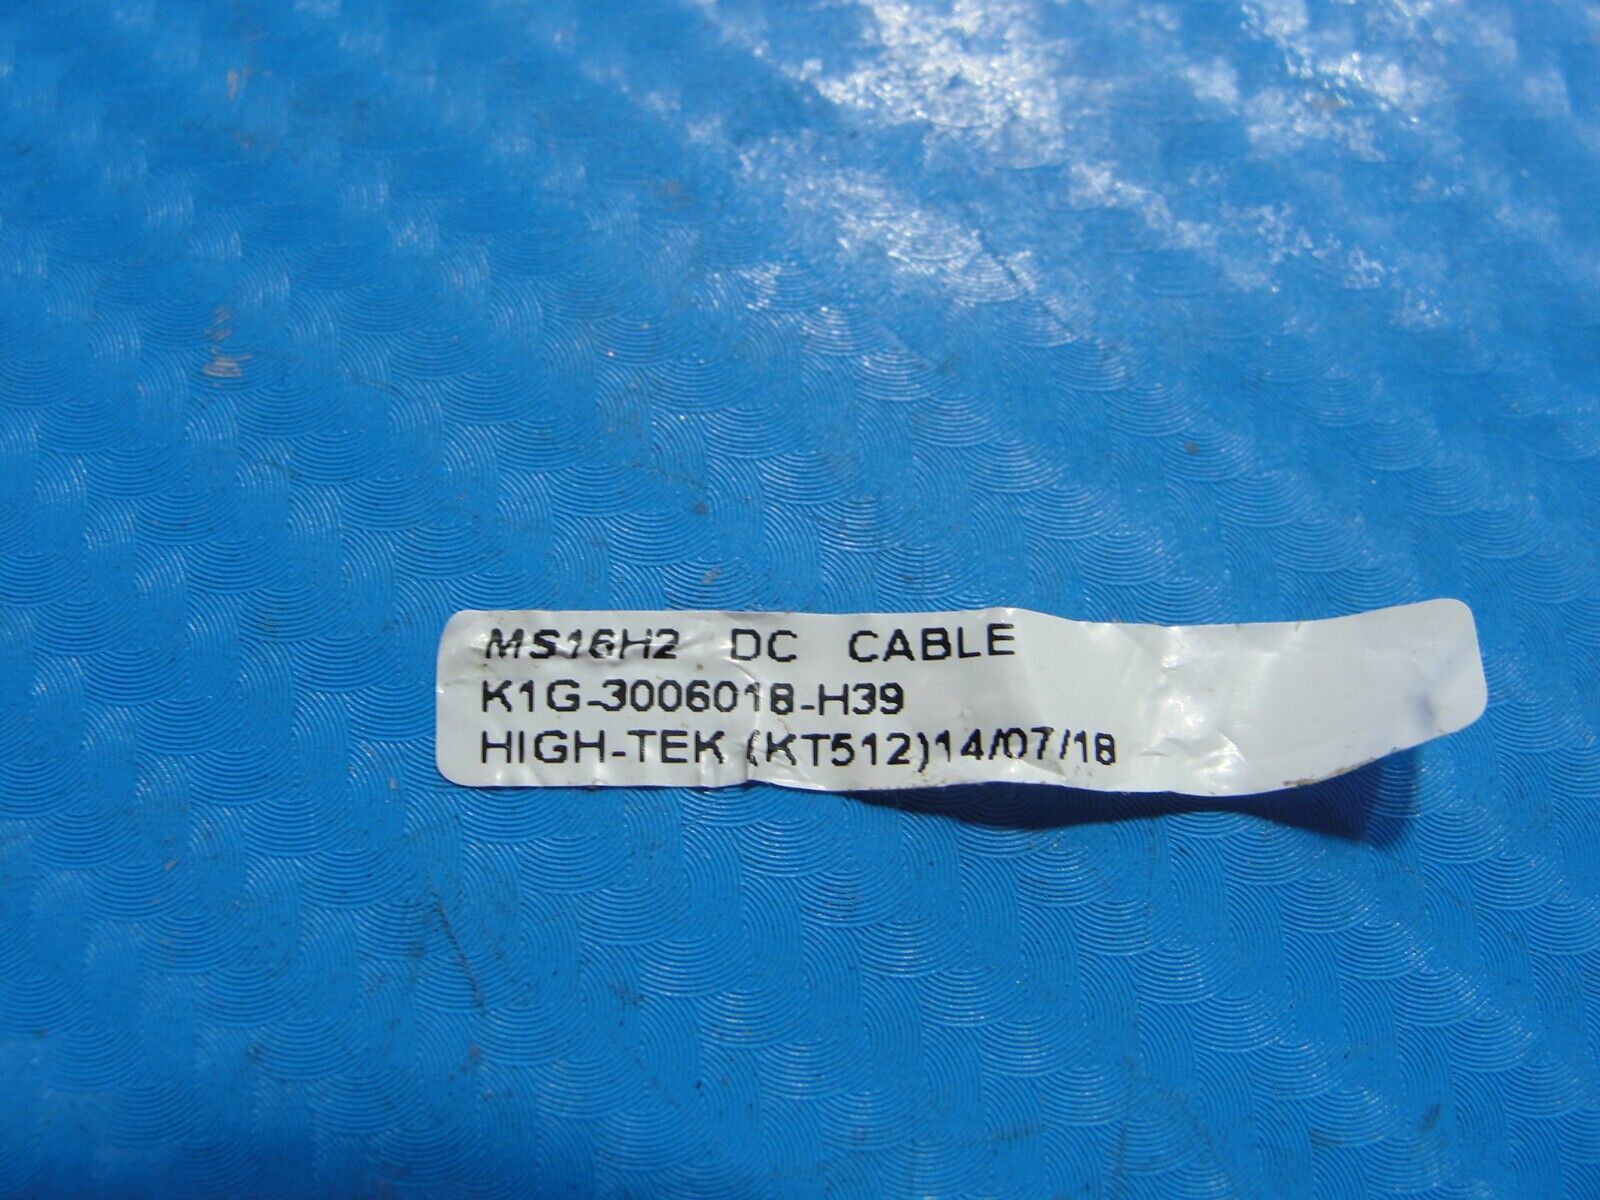 MS16H2 DC CABLE
K1G-3006018-H39
HIGH-TEK (KT512)14/07/18